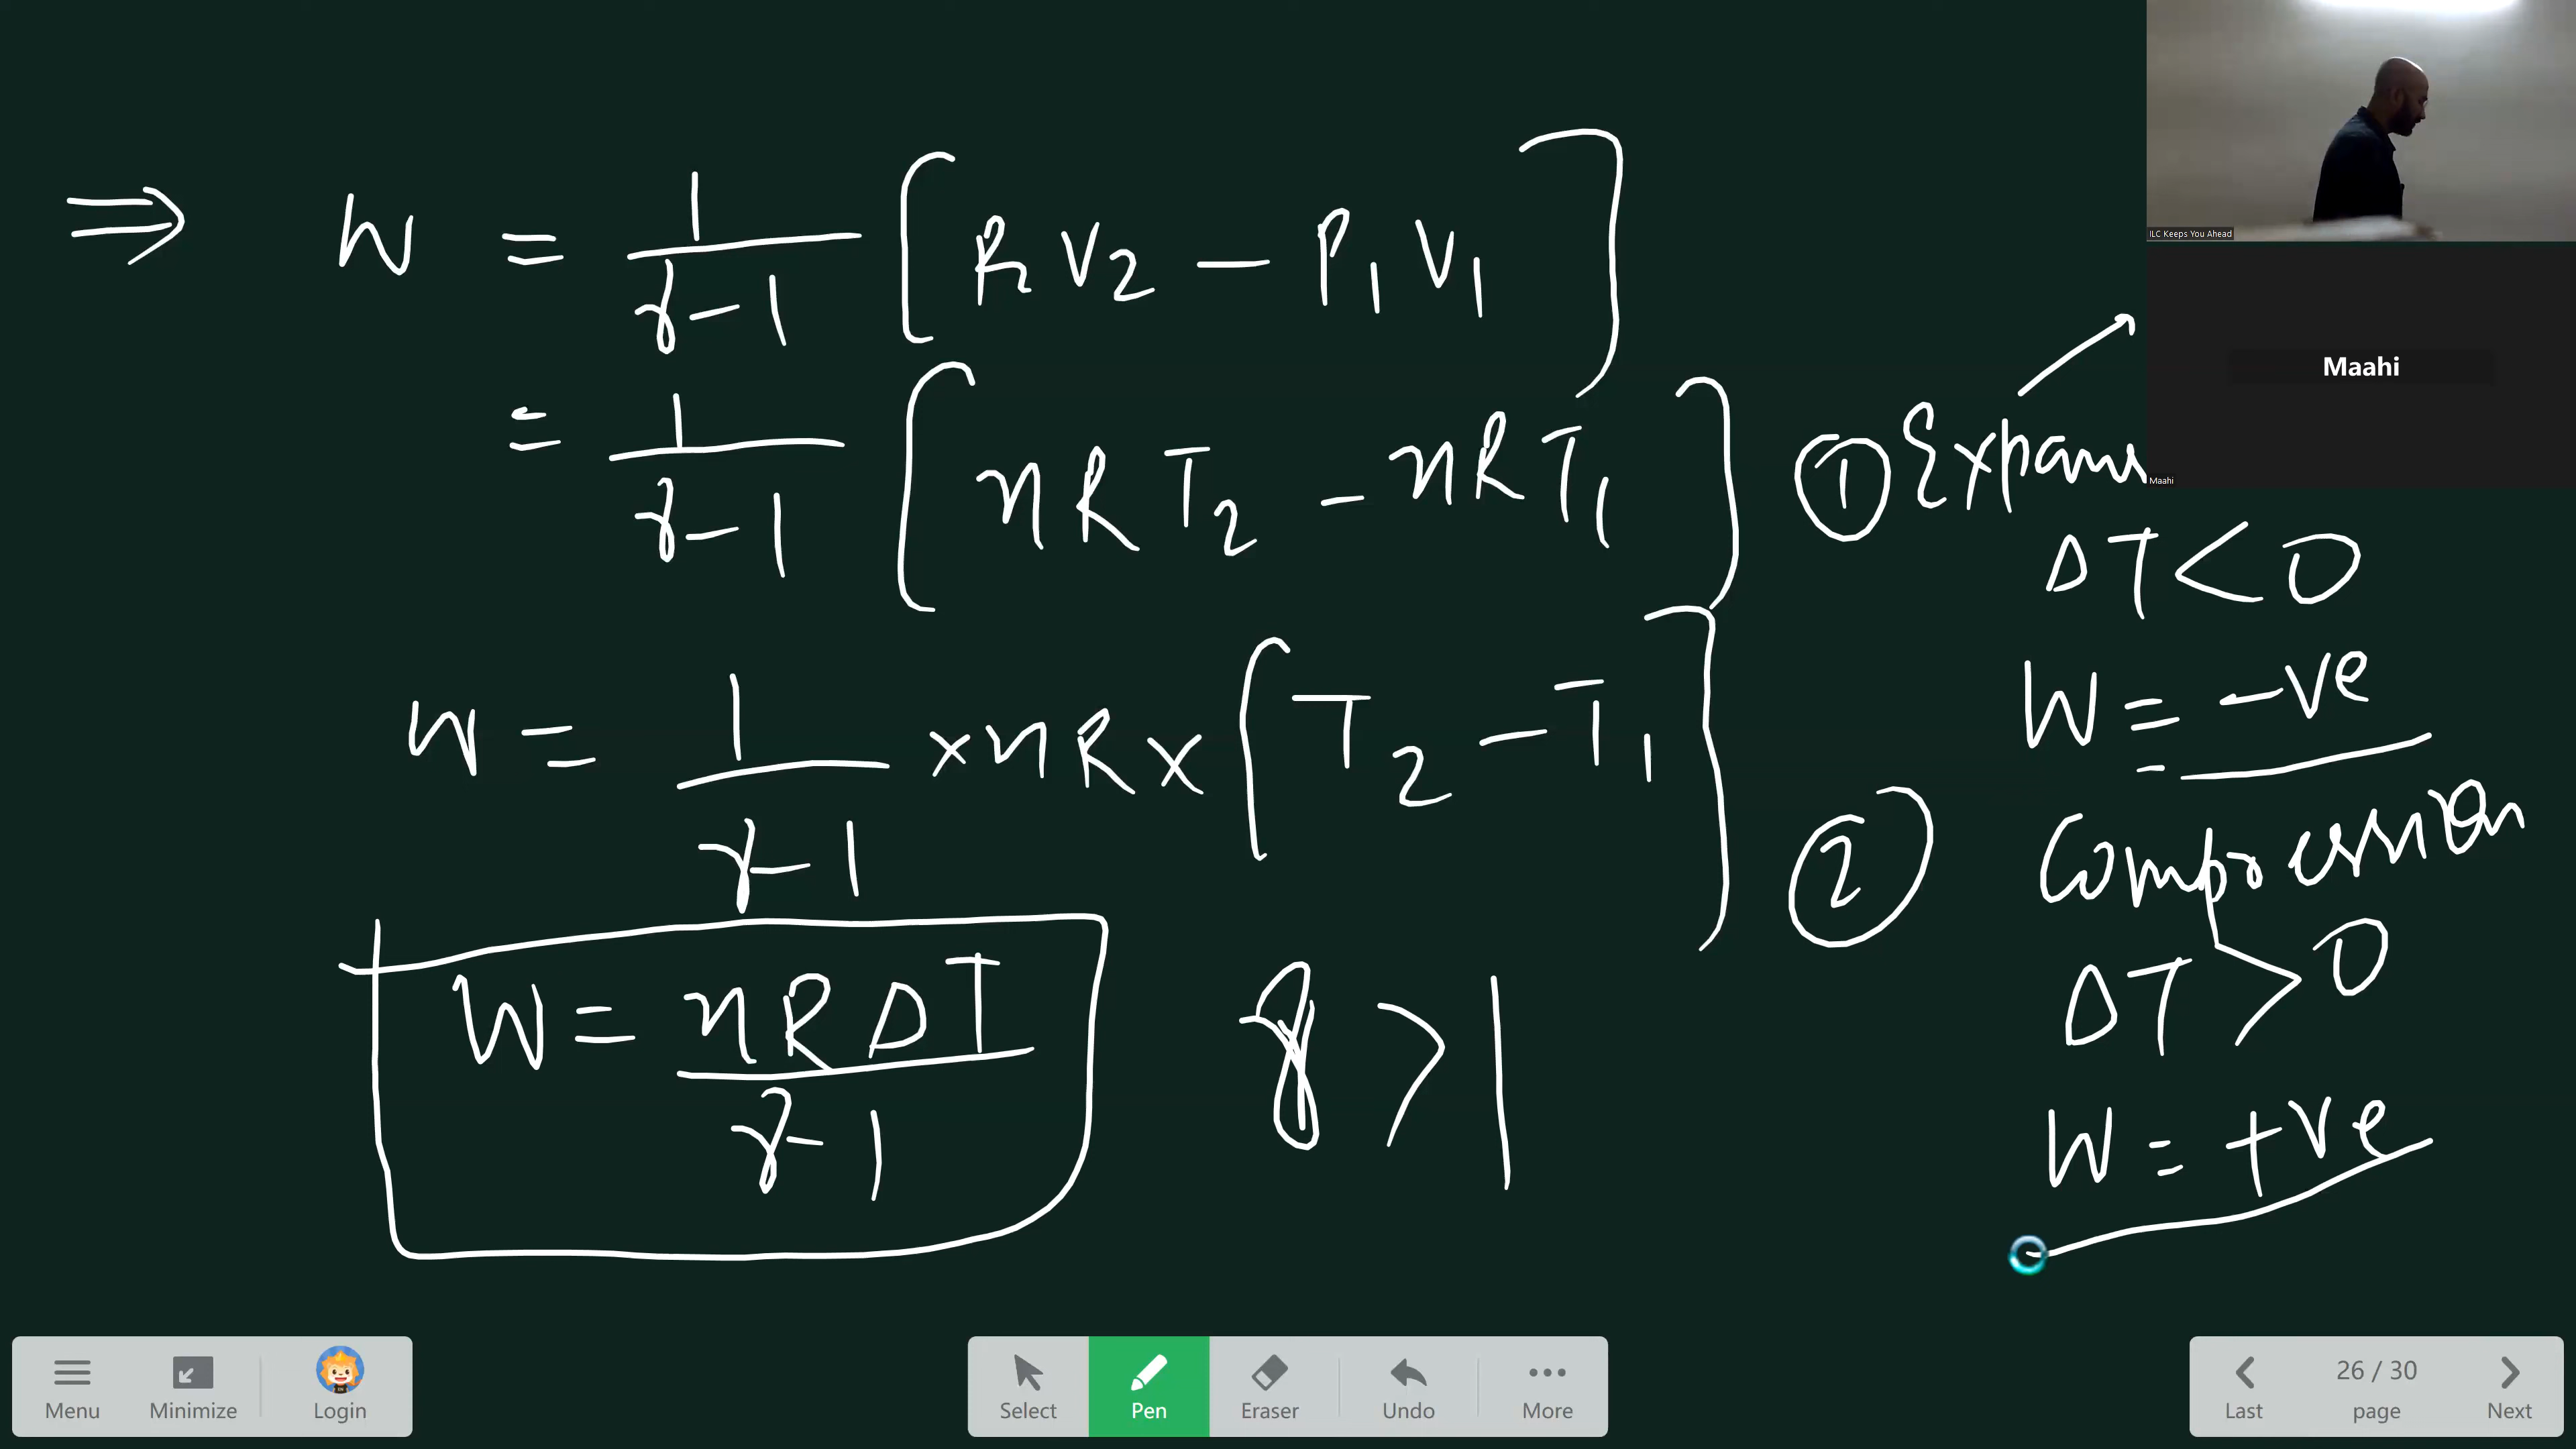 ⇒ W = 1/(γ-1) [P2V2 - P1V1]
= 1/(γ-1) [nRT2 - nRT1]
W = 1/(γ-1) × nR × [T2 - T1]
W = nRΔT/(γ-1)
γ > 1
① Expans
ΔT < 0
W = -ve
② Compression
ΔT > 0
W = +ve
ILC Keeps You Ahead
Maahi
Maahi
Menu
Minimize
Login
Select
Pen
Eraser
Undo
More
Last
26 / 30
page
Next